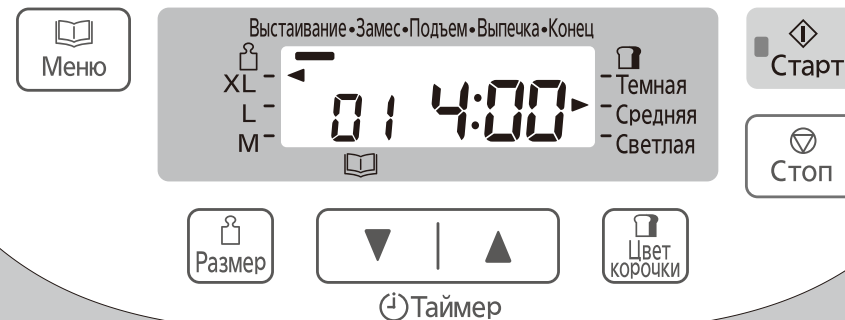 Меню
Выстаивание•Замес•Подъем•Выпечка•Конец
XL
L
M
01 4:00
Темная
Средняя
Светлая
Старт
Стоп
Размер
Цвет
корочки
Таймер